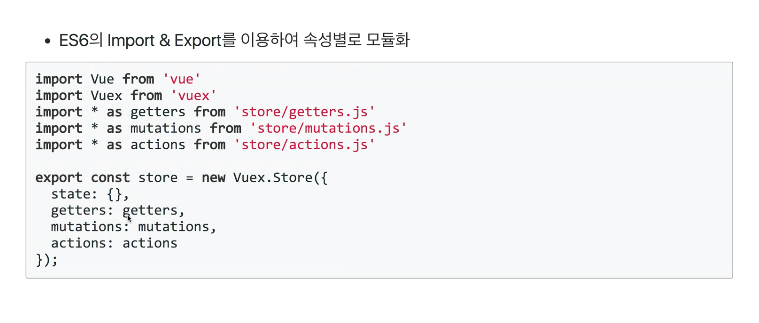 • ES6의 Import & Export를 이용하여 속성별로 모듈화
import Vue from 'vue'
import Vuex from 'vuex'
import * as getters from 'store/getters.js'
import * as mutations from 'store/mutations.js'
import * as actions from 'store/actions.js'
export const store = new Vuex.Store({
  state: {},
  getters: getters,
  mutations: mutations,
  actions: actions
});